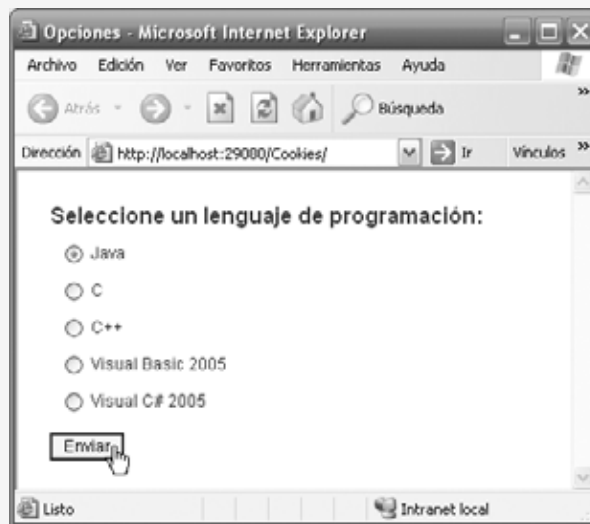 Opciones - Microsoft Internet Explorer
Archivo Edición Ver Favoritos Herramientas Ayuda
Atrás Búsqueda »
Dirección http://localhost:29080/Cookies/ Ir Vínculos »
Seleccione un lenguaje de programación:
Java
C
C++
Visual Basic 2005
Visual C# 2005
Enviar
Listo Intranet local